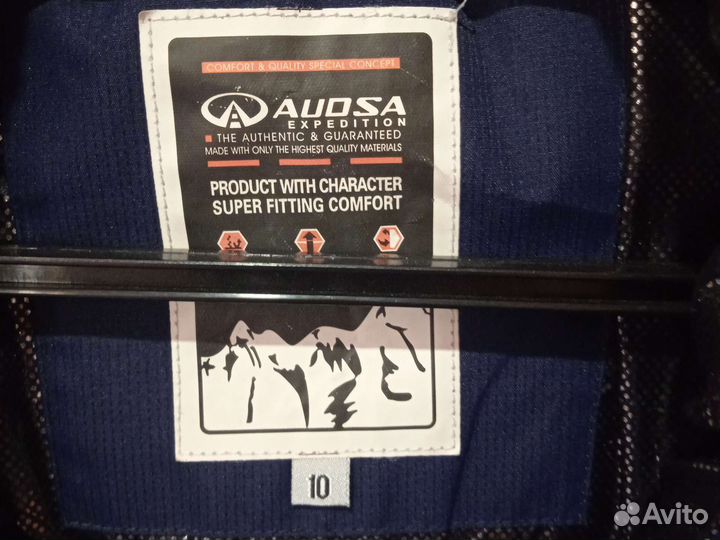 COMFORT & QUALITY SPECIAL CONCEPT
AUDSA
EXPEDITION
THE AUTHENTIC & GUARANTEED
MADE WITH ONLY THE HIGHEST QUALITY MATERIALS
PRODUCT WITH CHARACTER
SUPER FITTING COMFORT
10
Avito